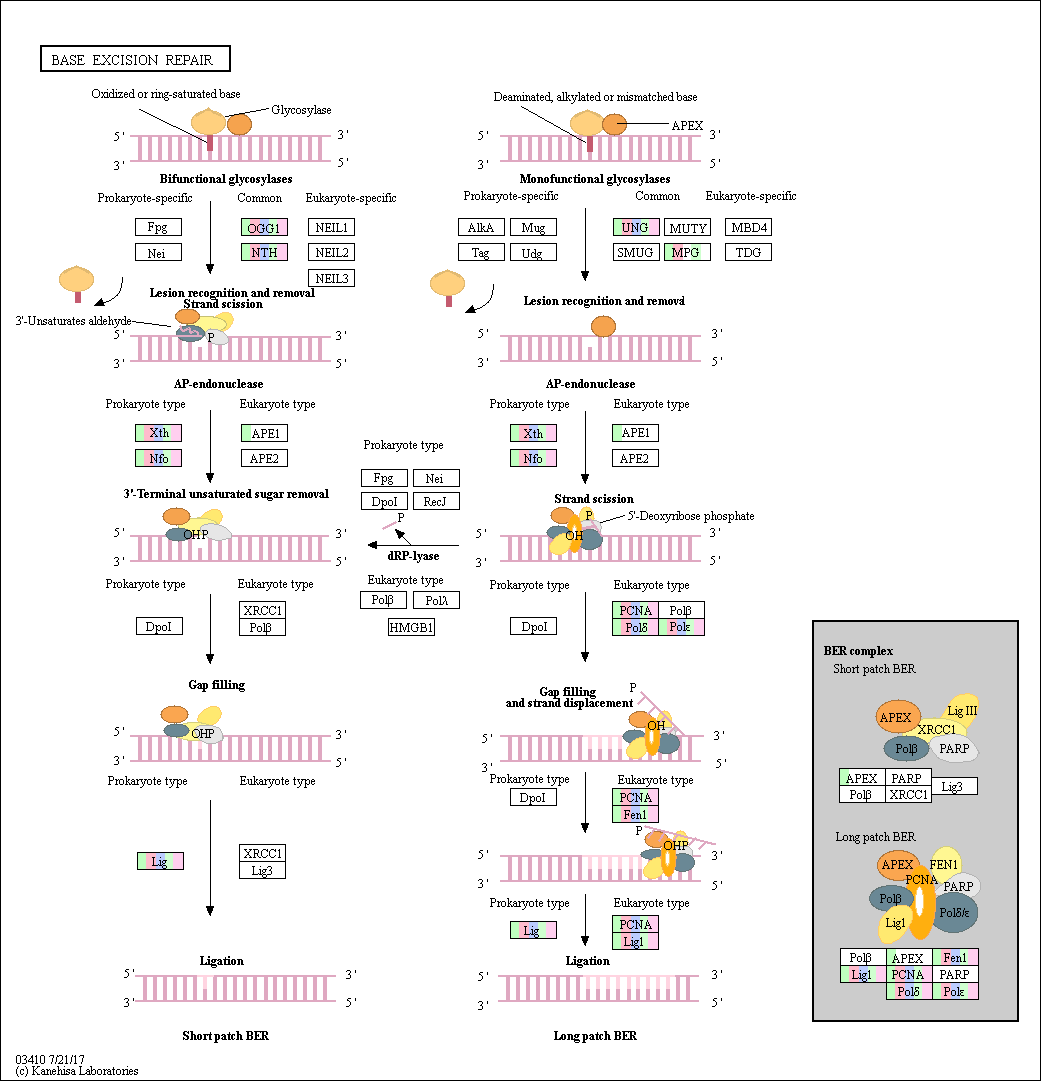 BASE EXCISION REPAIR
Oxidized or ring-saturated base
Glycosylase
5'
3'
3'
5'
Bifunctional glycosylases
Prokaryote-specific
Common
Eukaryote-specific
Fpg
OGG1
NEIL1
Nei
NTH
NEIL2
NEIL3
Lesion recognition and removal
Strand scission
3'-Unsaturates aldehyde
P
5'
3'
3'
5'
AP-endonuclease
Prokaryote type
Eukaryote type
Xth
APE1
Nfo
APE2
3'-Terminal unsaturated sugar removal
OHP
5'
3'
3'
5'
Prokaryote type
Eukaryote type
DpoI
XRCC1
Polβ
Gap filling
OHP
5'
3'
3'
5'
Prokaryote type
Eukaryote type
Lig
XRCC1
Lig3
Ligation
5'
3'
3'
5'
Short patch BER
Prokaryote type
Fpg
Nei
DpoI
RecJ
P
dRP-lyase
Eukaryote type
Polβ
Polλ
HMGB1
Deaminated, alkylated or mismatched base
APEX
5'
3'
3'
5'
Monofunctional glycosylases
Prokaryote-specific
Common
Eukaryote-specific
AlkA
Mug
UNG
MUTY
MBD4
Tag
Udg
SMUG
MPG
TDG
Lesion recognition and removal
5'
3'
3'
5'
AP-endonuclease
Prokaryote type
Eukaryote type
Xth
APE1
Nfo
APE2
Strand scission
P
5'-Deoxyribose phosphate
OH
5'
3'
3'
5'
Prokaryote type
Eukaryote type
DpoI
PCNA
Polβ
Polδ
Polε
Gap filling
and strand displacement
P
OH
5'
3'
3'
5'
Prokaryote type
Eukaryote type
DpoI
PCNA
Fen1
P
OHP
5'
3'
3'
5'
Prokaryote type
Eukaryote type
Lig
PCNA
Lig1
Ligation
5'
3'
3'
5'
Long patch BER
BER complex
Short patch BER
APEX
Lig III
XRCC1
Polβ
PARP
APEX
PARP
Polβ
XRCC1
Lig3
Long patch BER
APEX
FEN1
PCNA
PARP
Polβ
Polδ/ε
Lig1
Polβ
APEX
Fen1
Lig1
PCNA
PARP
Polδ
Polε
03410 7/21/17
(c) Kanehisa Laboratories